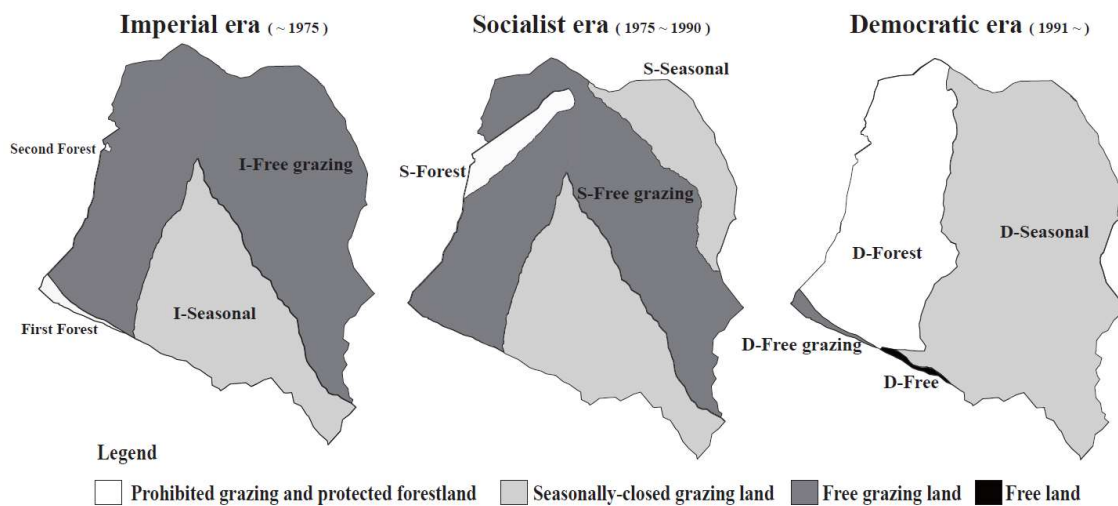 Imperial era ( ~ 1975 )
Socialist era ( 1975 ~ 1990 )
Democratic era ( 1991 ~ )
S-Seasonal
Second Forest
I-Free grazing
S-Forest
S-Free grazing
D-Seasonal
D-Forest
I-Seasonal
First Forest
D-Free grazing
D-Free
Legend
Prohibited grazing and protected forestland
Seasonally-closed grazing land
Free grazing land
Free land